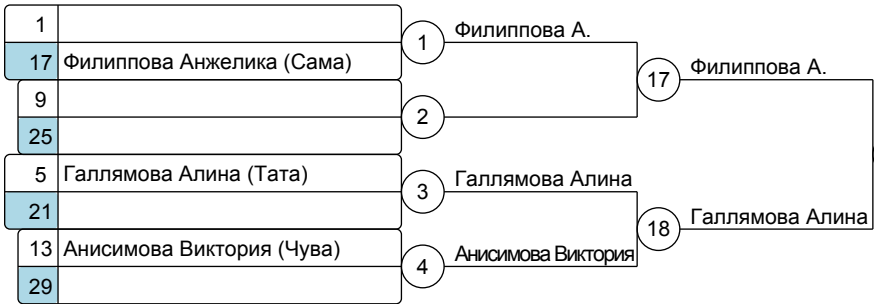 1
17 Филиппова Анжелика (Сама)
9
25
5 Галлямова Алина (Тата)
21
13 Анисимова Виктория (Чува)
29
1 Филиппова А.
2
3 Галлямова Алина
4 Анисимова Виктория
17 Филиппова А.
18 Галлямова Алина